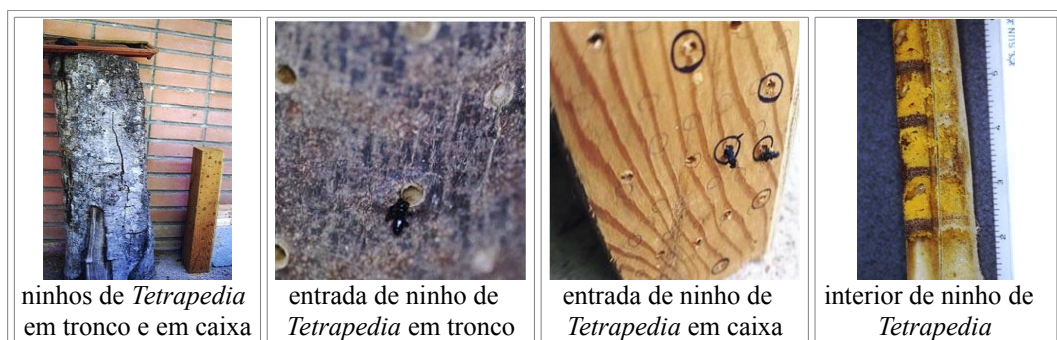 ninhos de Tetrapedia
em tronco e em caixa
entrada de ninho de
Tetrapedia em tronco
entrada de ninho de
Tetrapedia em caixa
interior de ninho de
Tetrapedia